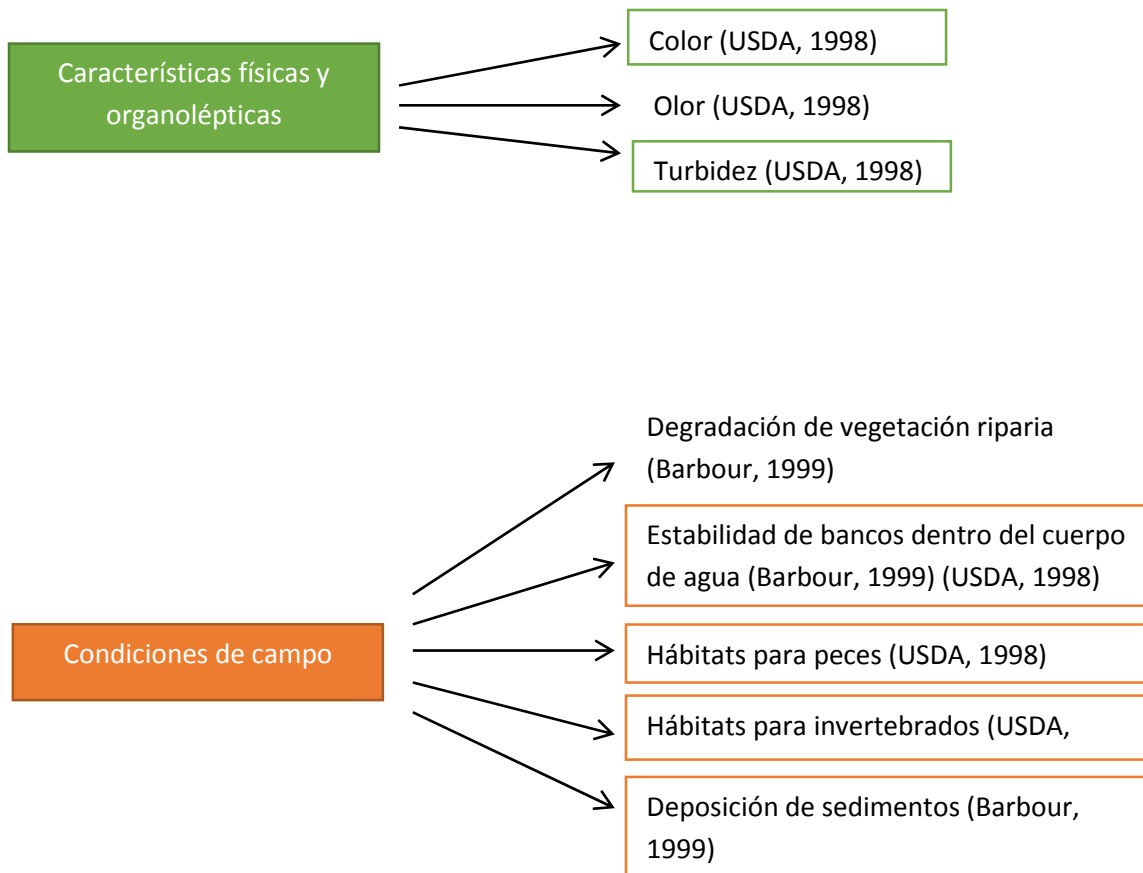 Características físicas y
organolépticas
Color (USDA, 1998)
Olor (USDA, 1998)
Turbidez (USDA, 1998)
Condiciones de campo
Degradación de vegetación riparia
(Barbour, 1999)
Estabilidad de bancos dentro del cuerpo
de agua (Barbour, 1999) (USDA, 1998)
Hábitats para peces (USDA, 1998)
Hábitats para invertebrados (USDA,
Deposición de sedimentos (Barbour,
1999)